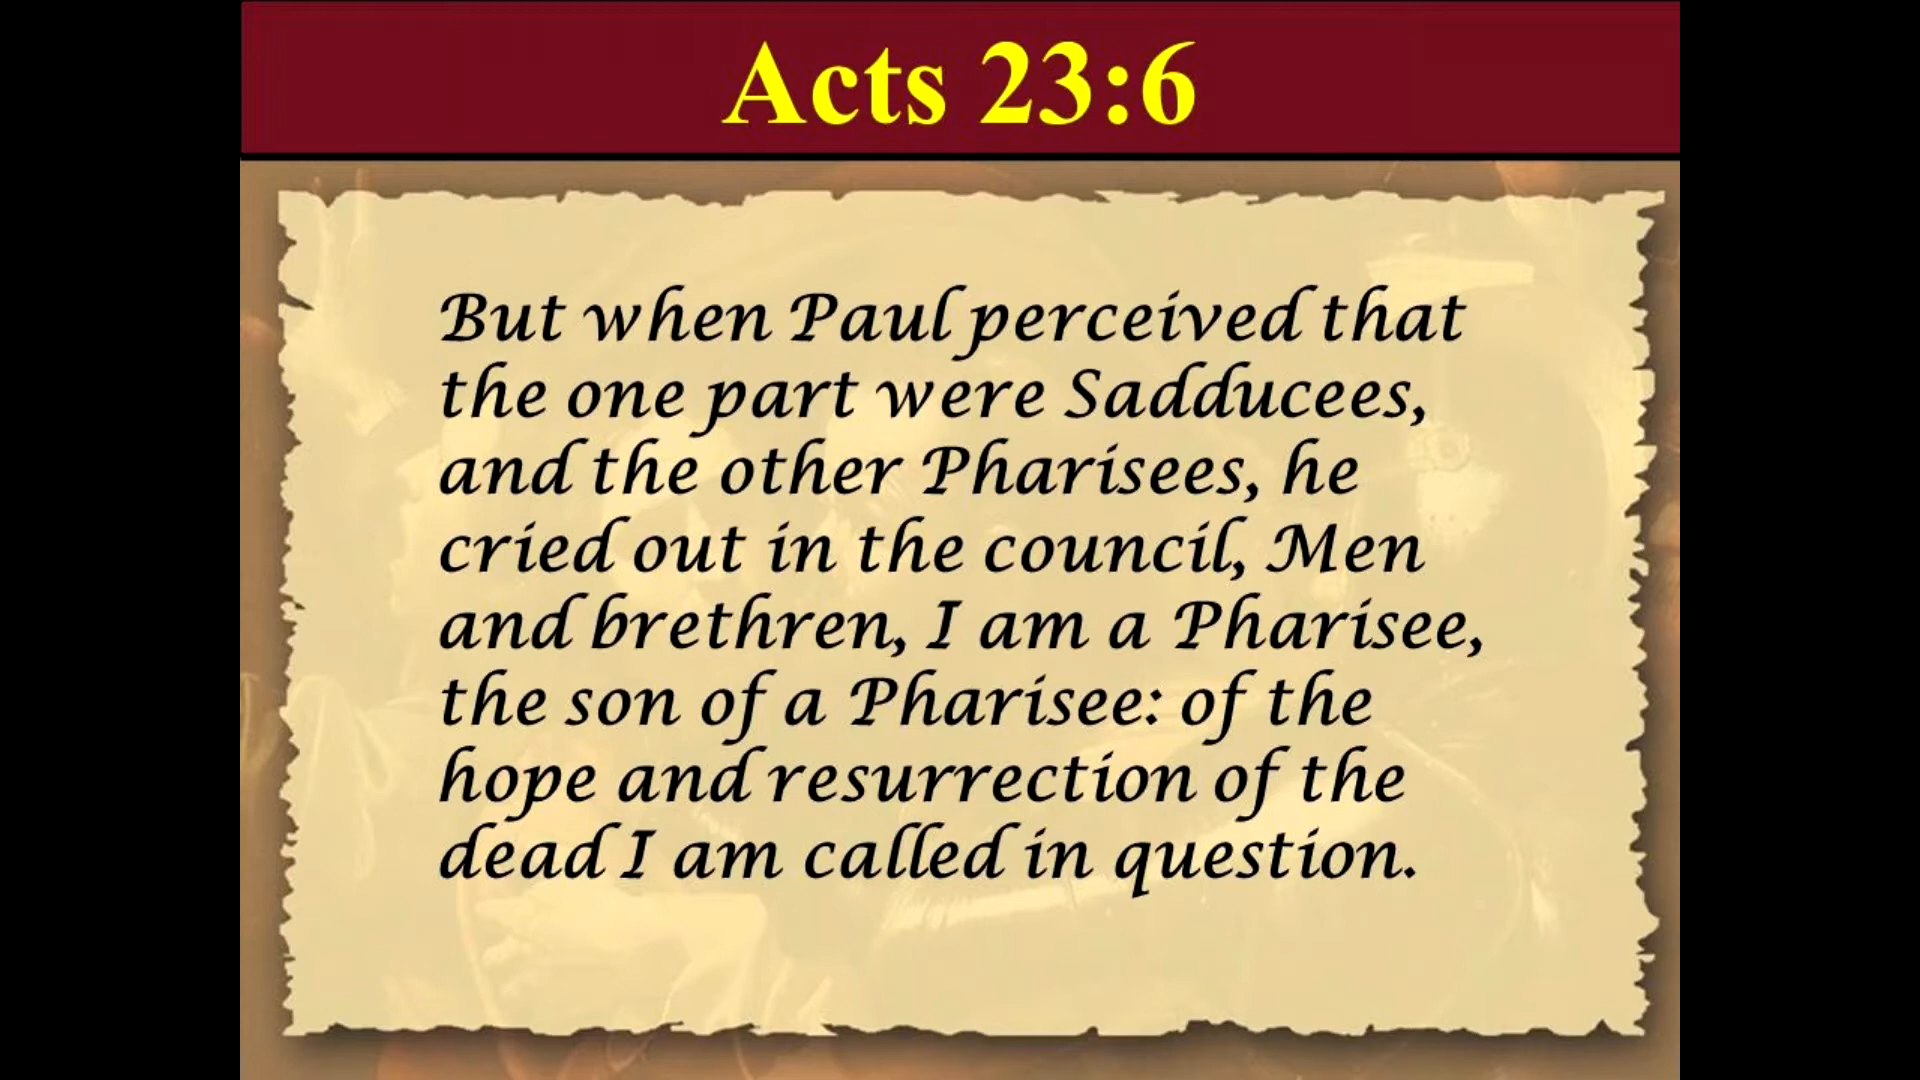 Acts 23:6
But when Paul perceived that
the one part were Sadducees,
and the other Pharisees, he
cried out in the council, Men
and brethren, I am a Pharisee,
the son of a Pharisee: of the
hope and resurrection of the
dead I am called in question.